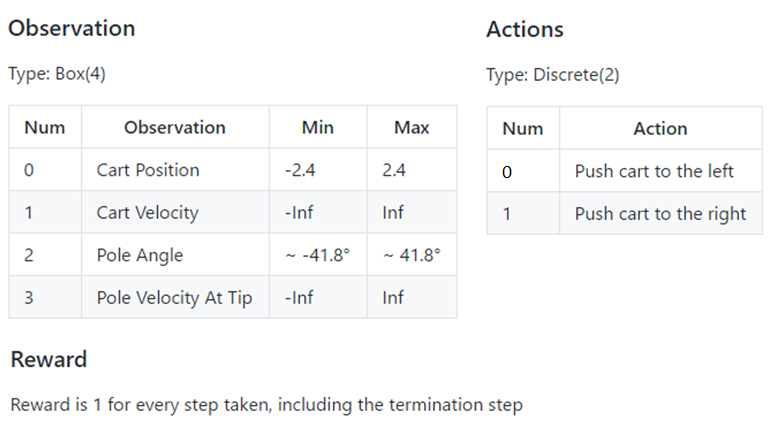 Observation
Type: Box(4)
Num Observation Min Max
0 Cart Position -2.4 2.4
1 Cart Velocity -Inf Inf
2 Pole Angle ~ -41.8° ~ 41.8°
3 Pole Velocity At Tip -Inf Inf
Actions
Type: Discrete(2)
Num Action
0 Push cart to the left
1 Push cart to the right
Reward
Reward is 1 for every step taken, including the termination step